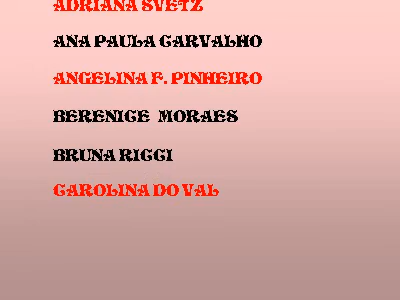 ADRIANA SVETZ
ANA PAULA CARVALHO
ANGELINA F. PINHEIRO
BERENICE MORAES
BRUNA RICCI
CAROLINA DO VAL